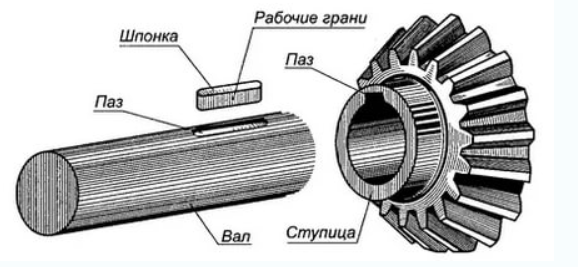 Рабочие грани
Шпонка
Паз
Паз
Вал
Ступица